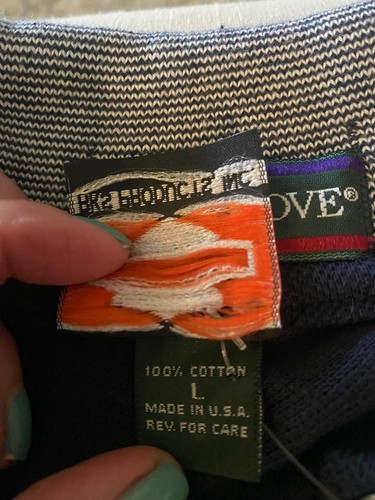 OVE®
100% COTTON
L
MADE IN U.S.A.
REV. FOR CARE